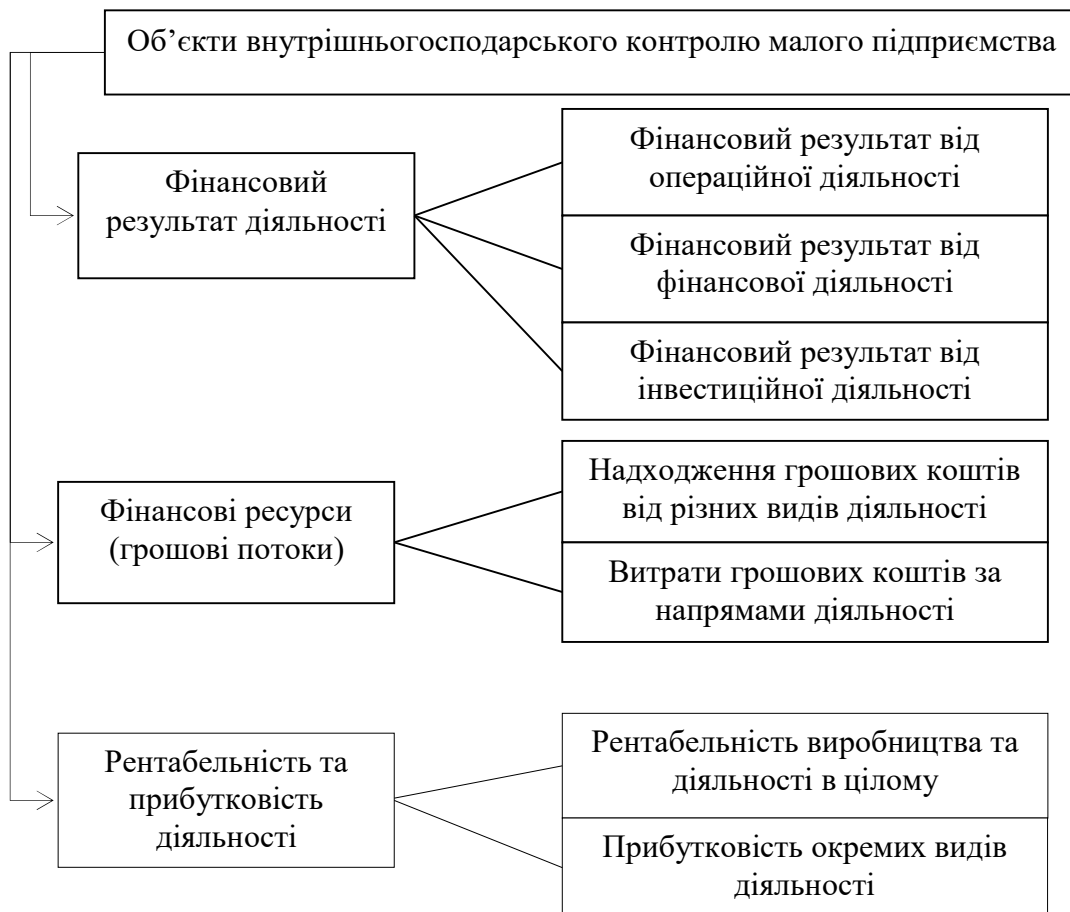 Об’єкти внутрішньогосподарського контролю малого підприємства
Фінансовий
результат діяльності
Фінансовий результат від
операційної діяльності
Фінансовий результат від
фінансової діяльності
Фінансовий результат від
інвестиційної діяльності
Фінансові ресурси
(грошові потоки)
Надходження грошових коштів
від різних видів діяльності
Витрати грошових коштів за
напрямами діяльності
Рентабельність та
прибутковість
діяльності
Рентабельність виробництва та
діяльності в цілому
Прибутковість окремих видів
діяльності